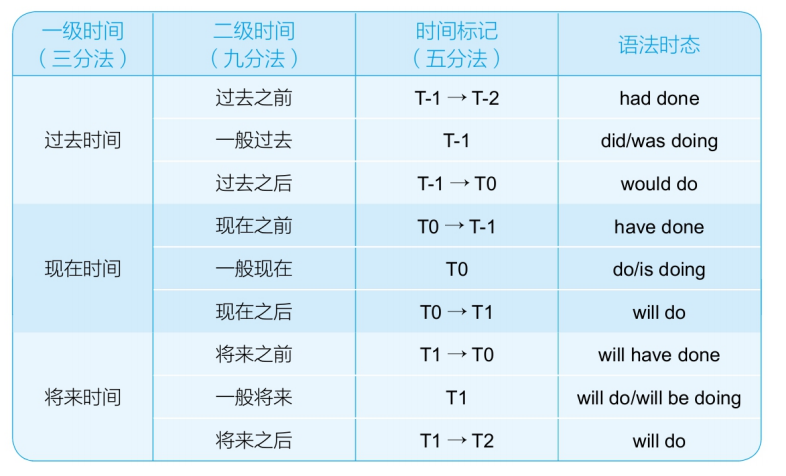 一级时间 二级时间 时间标记 语法时态
（三分法） （九分法） （五分法）
过去之前 T-1 → T-2 had done
过去时间 一般过去 T-1 did/was doing
过去之后 T-1 → T0 would do
现在之前 T0 → T-1 have done
现在时间 一般现在 T0 do/is doing
现在之后 T0 → T1 will do
将来之前 T1 → T0 will have done
将来时间 一般将来 T1 will do/will be doing
将来之后 T1 → T2 will do